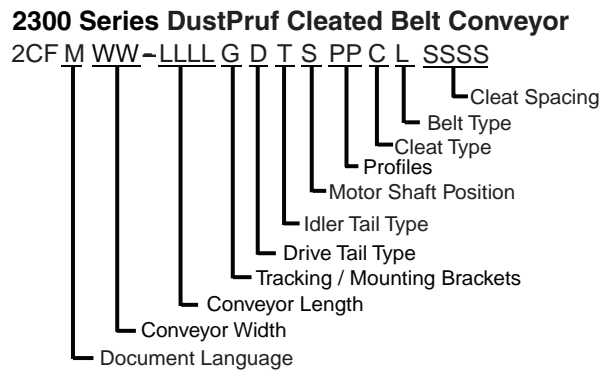 2300 Series DustPruf Cleated Belt Conveyor
2CF M WW–LLLL G D T S PP C L SSSS
Cleat Spacing
Belt Type
Cleat Type
Profiles
Motor Shaft Position
Idler Tail Type
Drive Tail Type
Tracking / Mounting Brackets
Conveyor Length
Conveyor Width
Document Language